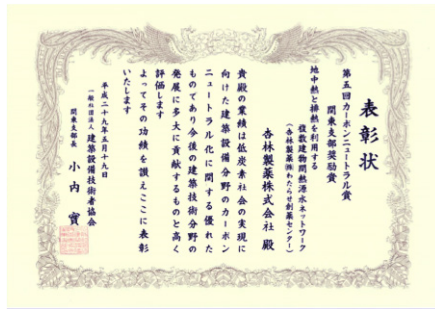 表彰状
第五回カーボンニュートラル賞
関東支部奨励賞
地中熱と排熱を利用する
複数建物間熱源水ネットワーク
(杏林製薬㈱わたらせ創薬センター)
杏林製薬株式会社 殿
貴殿の業績は低炭素社会の実現に
向けた建築設備分野のカーボン
ニュートラル化に関する優れた
ものであり今後の建築技術分野の
発展に多大に貢献するものと高く
評価します
よってその功績を讃えここに表彰
いたします
平成二十九年五月十九日
一般社団法人 建築設備技術者協会
関東支部長 小内 實